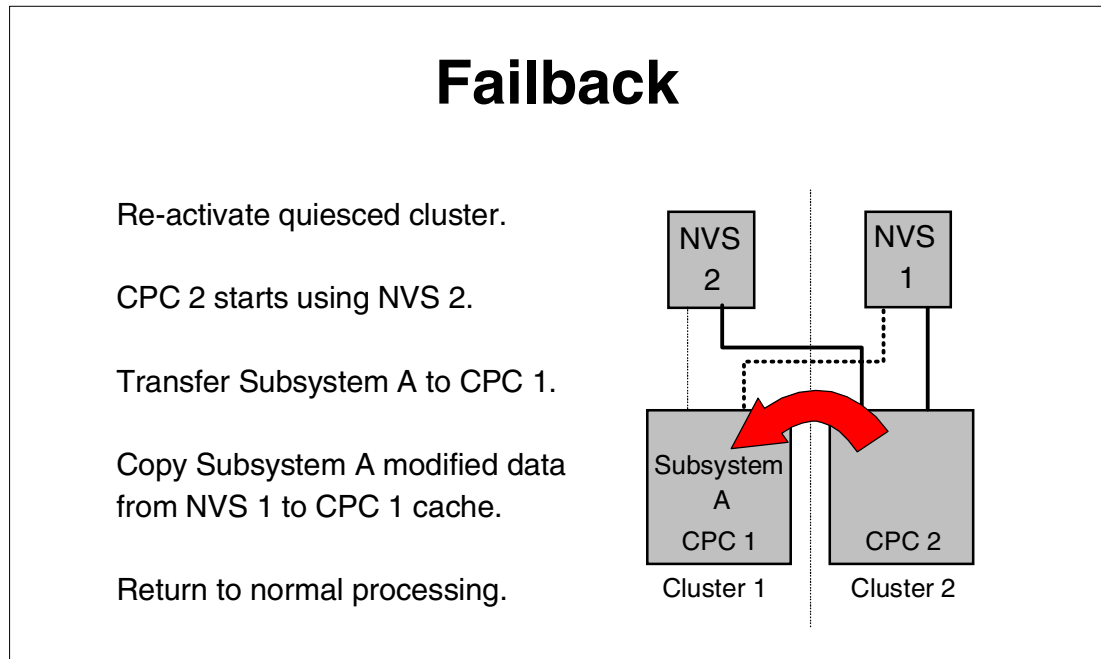 Failback
Re-activate quiesced cluster.
CPC 2 starts using NVS 2.
Transfer Subsystem A to CPC 1.
Copy Subsystem A modified data
from NVS 1 to CPC 1 cache.
Return to normal processing.
NVS
2
NVS
1
Subsystem
A
CPC 1
CPC 2
Cluster 1
Cluster 2